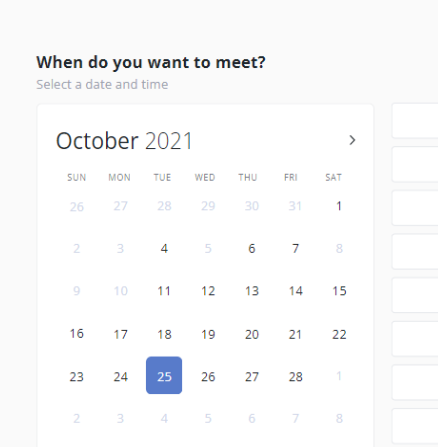 When do you want to meet?
Select a date and time
October 2021
SUN MON TUE WED THU FRI SAT
26 27 28 29 30 31 1
2 3 4 5 6 7 8
9 10 11 12 13 14 15
16 17 18 19 20 21 22
23 24 25 26 27 28 1
2 3 4 5 6 7 8